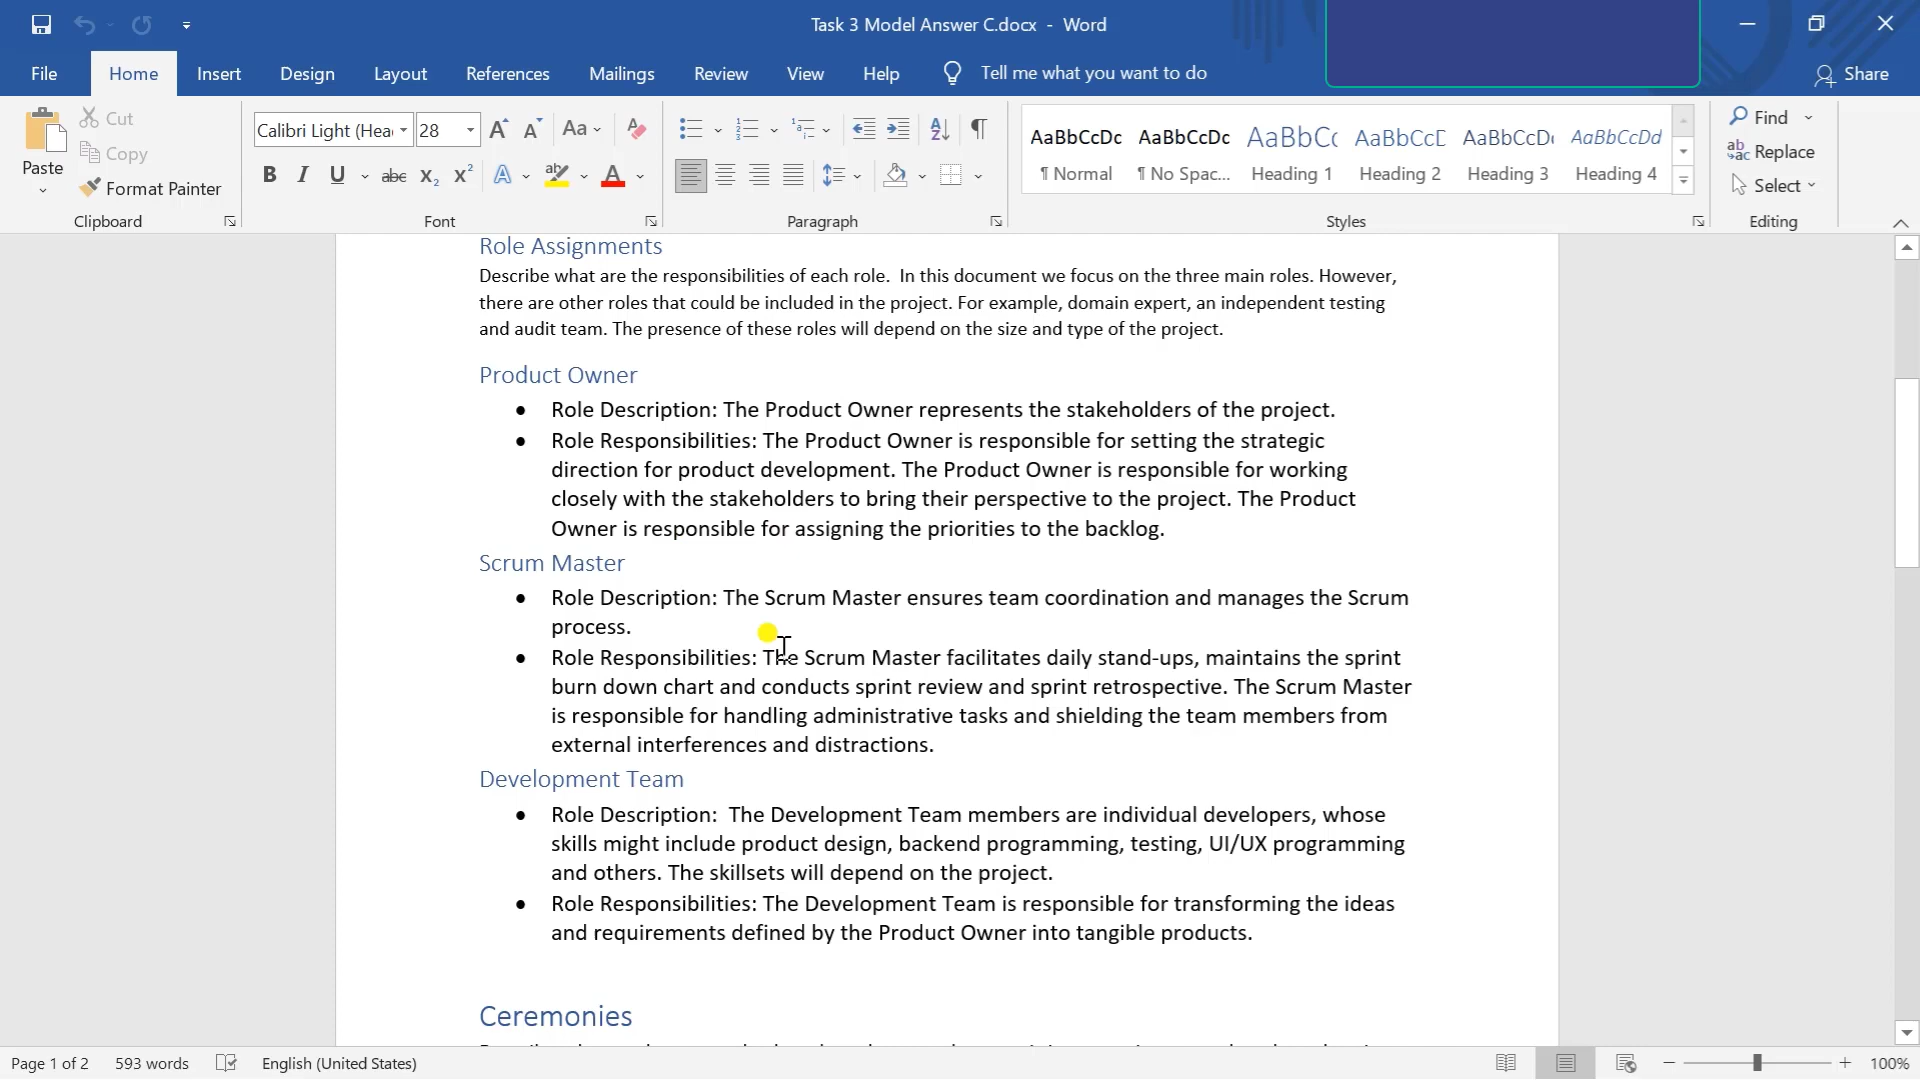 Task 3 Model Answer C.docx - Word
File Home Insert Design Layout References Mailings Review View Help Tell me what you want to do Share
Paste
Cut
Copy
Format Painter
Clipboard
Calibri Light (Hea 28
Font
Paragraph
AaBbCcDc AaBbCcDc AaBbCc AaBbCcD AaBbCcDd AaBbCcDd
¶ Normal ¶ No Spac... Heading 1 Heading 2 Heading 3 Heading 4
Styles
Find
Replace
Select
Editing
Role Assignments
Describe what are the responsibilities of each role. In this document we focus on the three main roles. However,
there are other roles that could be included in the project. For example, domain expert, an independent testing
and audit team. The presence of these roles will depend on the size and type of the project.
Product Owner
• Role Description: The Product Owner represents the stakeholders of the project.
• Role Responsibilities: The Product Owner is responsible for setting the strategic
direction for product development. The Product Owner is responsible for working
closely with the stakeholders to bring their perspective to the project. The Product
Owner is responsible for assigning the priorities to the backlog.
Scrum Master
• Role Description: The Scrum Master ensures team coordination and manages the Scrum
process.
• Role Responsibilities: The Scrum Master facilitates daily stand-ups, maintains the sprint
burn down chart and conducts sprint review and sprint retrospective. The Scrum Master
is responsible for handling administrative tasks and shielding the team members from
external interferences and distractions.
Development Team
• Role Description: The Development Team members are individual developers, whose
skills might include product design, backend programming, testing, UI/UX programming
and others. The skillsets will depend on the project.
• Role Responsibilities: The Development Team is responsible for transforming the ideas
and requirements defined by the Product Owner into tangible products.
Ceremonies
Page 1 of 2 593 words English (United States) 100%